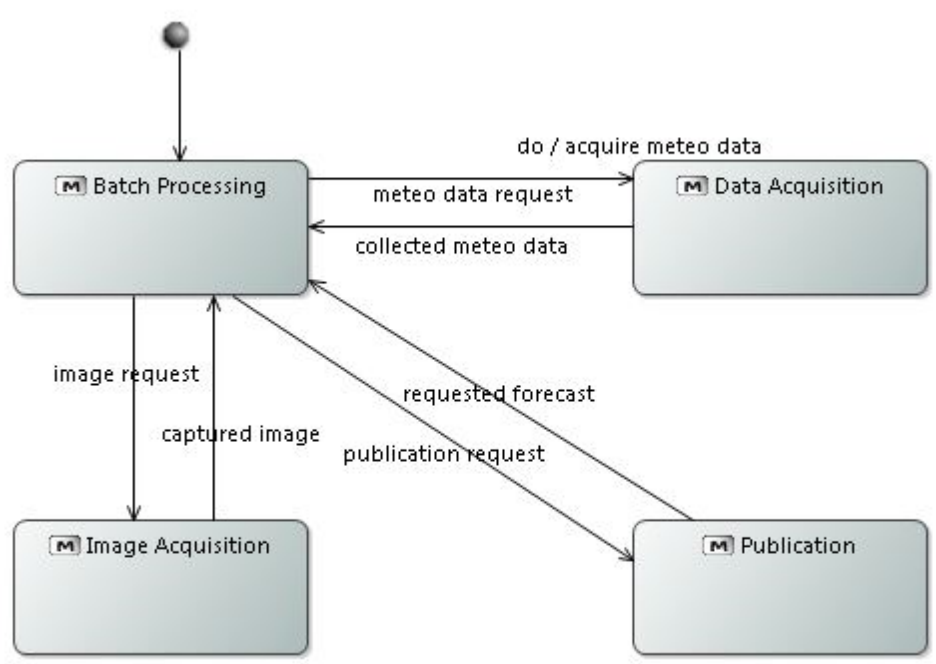 do / acquire meteo data
M Batch Processing
meteo data request
M Data Acquisition
collected meteo data
image request
requested forecast
captured image
publication request
M Image Acquisition
M Publication